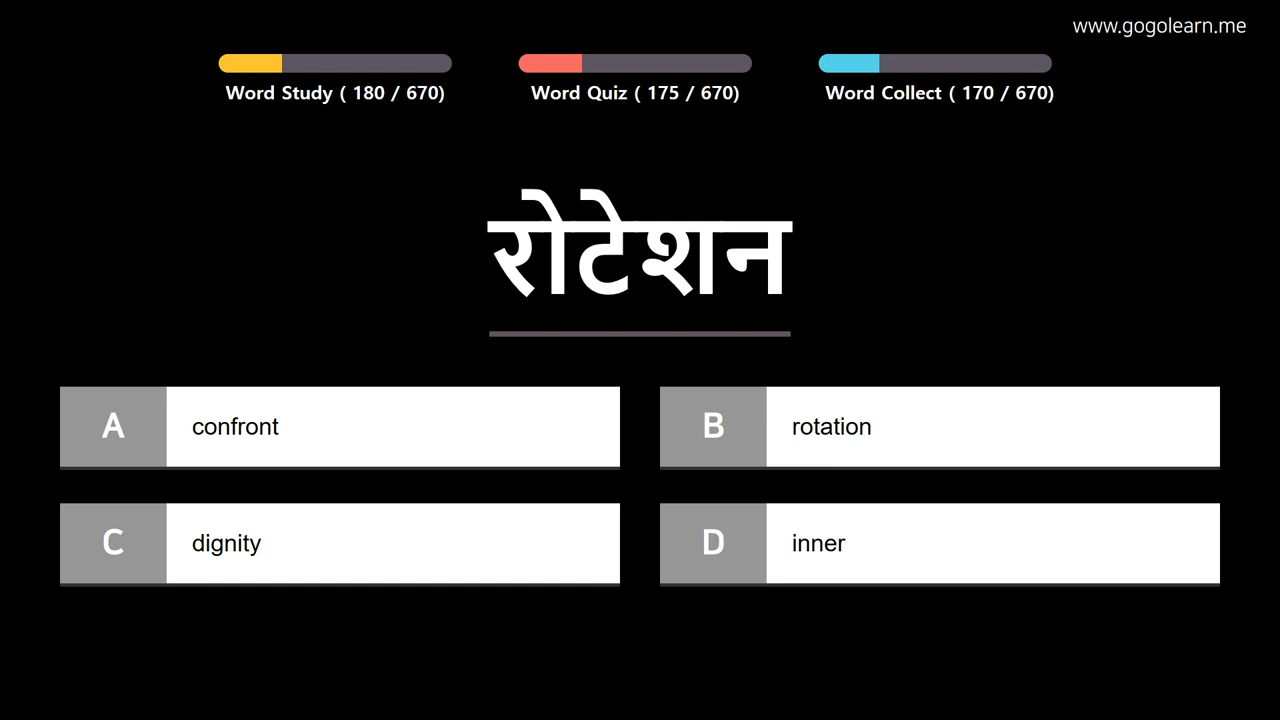 www.gogolearn.me
Word Study ( 180 / 670)
Word Quiz ( 175 / 670)
Word Collect ( 170 / 670)
रोटेशन
A confront
B rotation
C dignity
D inner